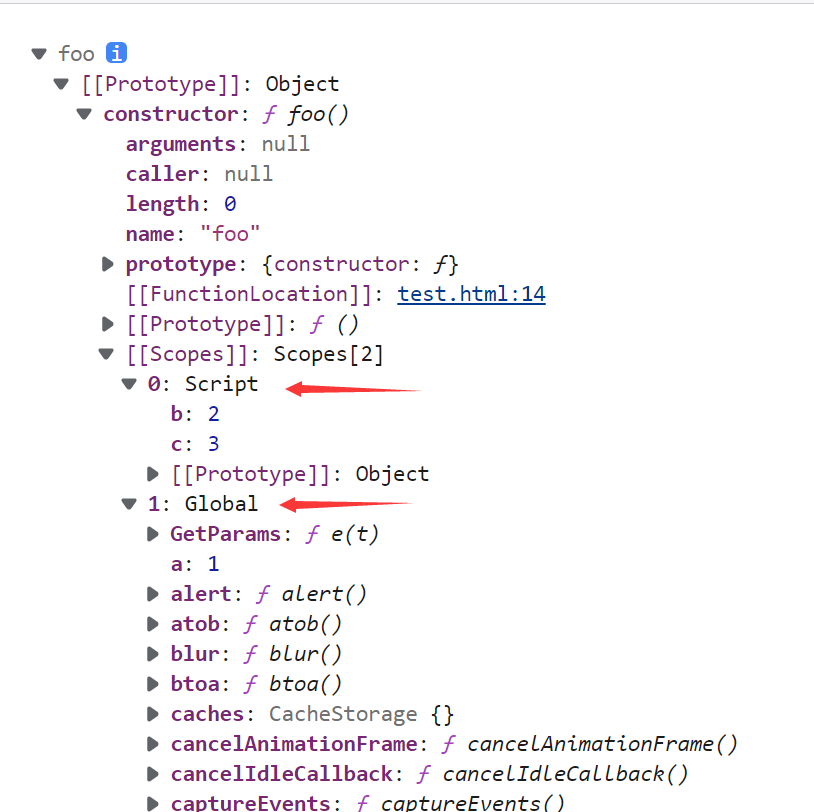 foo i
[[Prototype]]: Object
constructor: ƒ foo()
arguments: null
caller: null
length: 0
name: "foo"
prototype: {constructor: ƒ}
[[FunctionLocation]]: test.html:14
[[Prototype]]: ƒ ()
[[Scopes]]: Scopes[2]
0: Script
b: 2
c: 3
[[Prototype]]: Object
1: Global
GetParams: ƒ e(t)
a: 1
alert: ƒ alert()
atob: ƒ atob()
blur: ƒ blur()
btoa: ƒ btoa()
caches: CacheStorage {}
cancelAnimationFrame: ƒ cancelAnimationFrame()
cancelIdleCallback: ƒ cancelIdleCallback()
captureEvents: ƒ captureEvents()